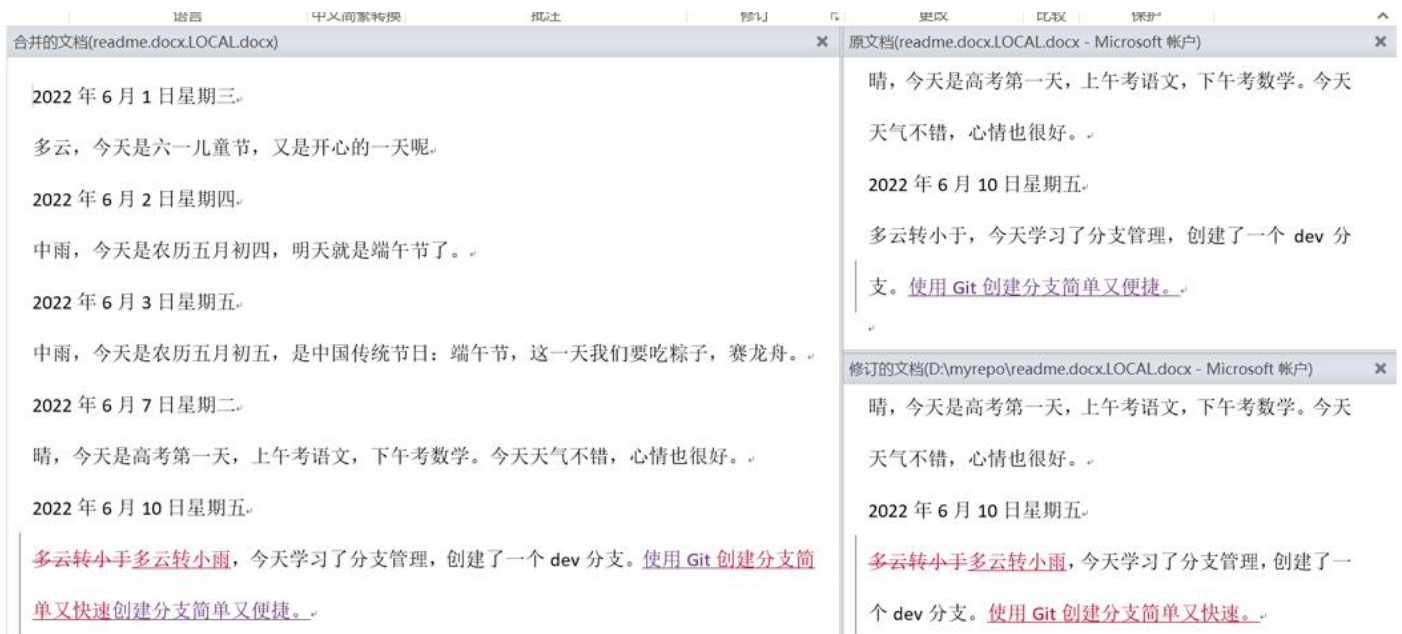 语言 中文简繁转换 批注 修订 更改 比较 保护
合并的文档(readme.docx.LOCAL.docx)
2022 年 6 月 1 日星期三
多云，今天是六一儿童节，又是开心的一天呢
2022 年 6 月 2 日星期四
中雨，今天是农历五月初四，明天就是端午节了。
2022 年 6 月 3 日星期五
中雨，今天是农历五月初五，是中国传统节日：端午节，这一天我们要吃粽子，赛龙舟。
2022 年 6 月 7 日星期二
晴，今天是高考第一天，上午考语文，下午考数学。今天天气不错，心情也很好。
2022 年 6 月 10 日星期五
多云转小于多云转小雨，今天学习了分支管理，创建了一个 dev 分支。使用 Git 创建分支简
单又快速创建分支简单又便捷。
原文档(readme.docx.LOCAL.docx - Microsoft 帐户)
晴，今天是高考第一天，上午考语文，下午考数学。今天
天气不错，心情也很好。
2022 年 6 月 10 日星期五
多云转小于，今天学习了分支管理，创建了一个 dev 分
支。使用 Git 创建分支简单又便捷。
修订的文档(D:\myrepo\readme.docx.LOCAL.docx - Microsoft 帐户)
晴，今天是高考第一天，上午考语文，下午考数学。今天
天气不错，心情也很好。
2022 年 6 月 10 日星期五
多云转小于多云转小雨，今天学习了分支管理，创建了一
个 dev 分支。使用 Git 创建分支简单又快速。